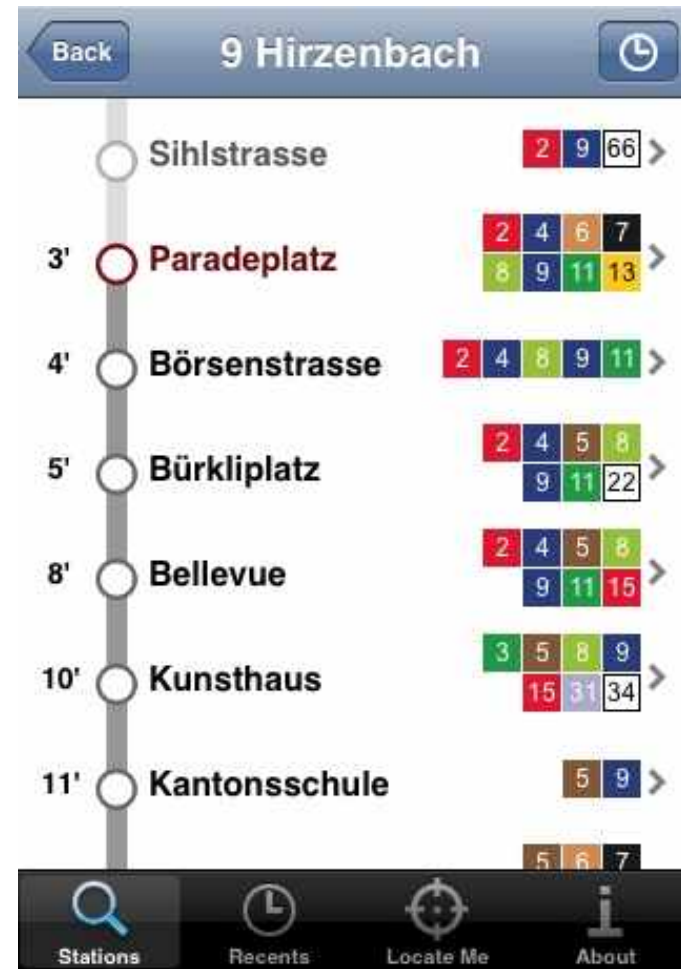 Back 9 Hirzenbach
Sihlstrasse 2 9 66
3' Paradeplatz 2 4 6 7
8 9 11 13
4' Börsenstrasse 2 4 8 9 11
5' Bürkliplatz 2 4 5 8
9 11 22
8' Bellevue 2 4 5 8
9 11 15
10' Kunsthaus 3 5 8 9
15 31 34
11' Kantonsschule 5 9
5 6 7
Stations Recents Locate Me About